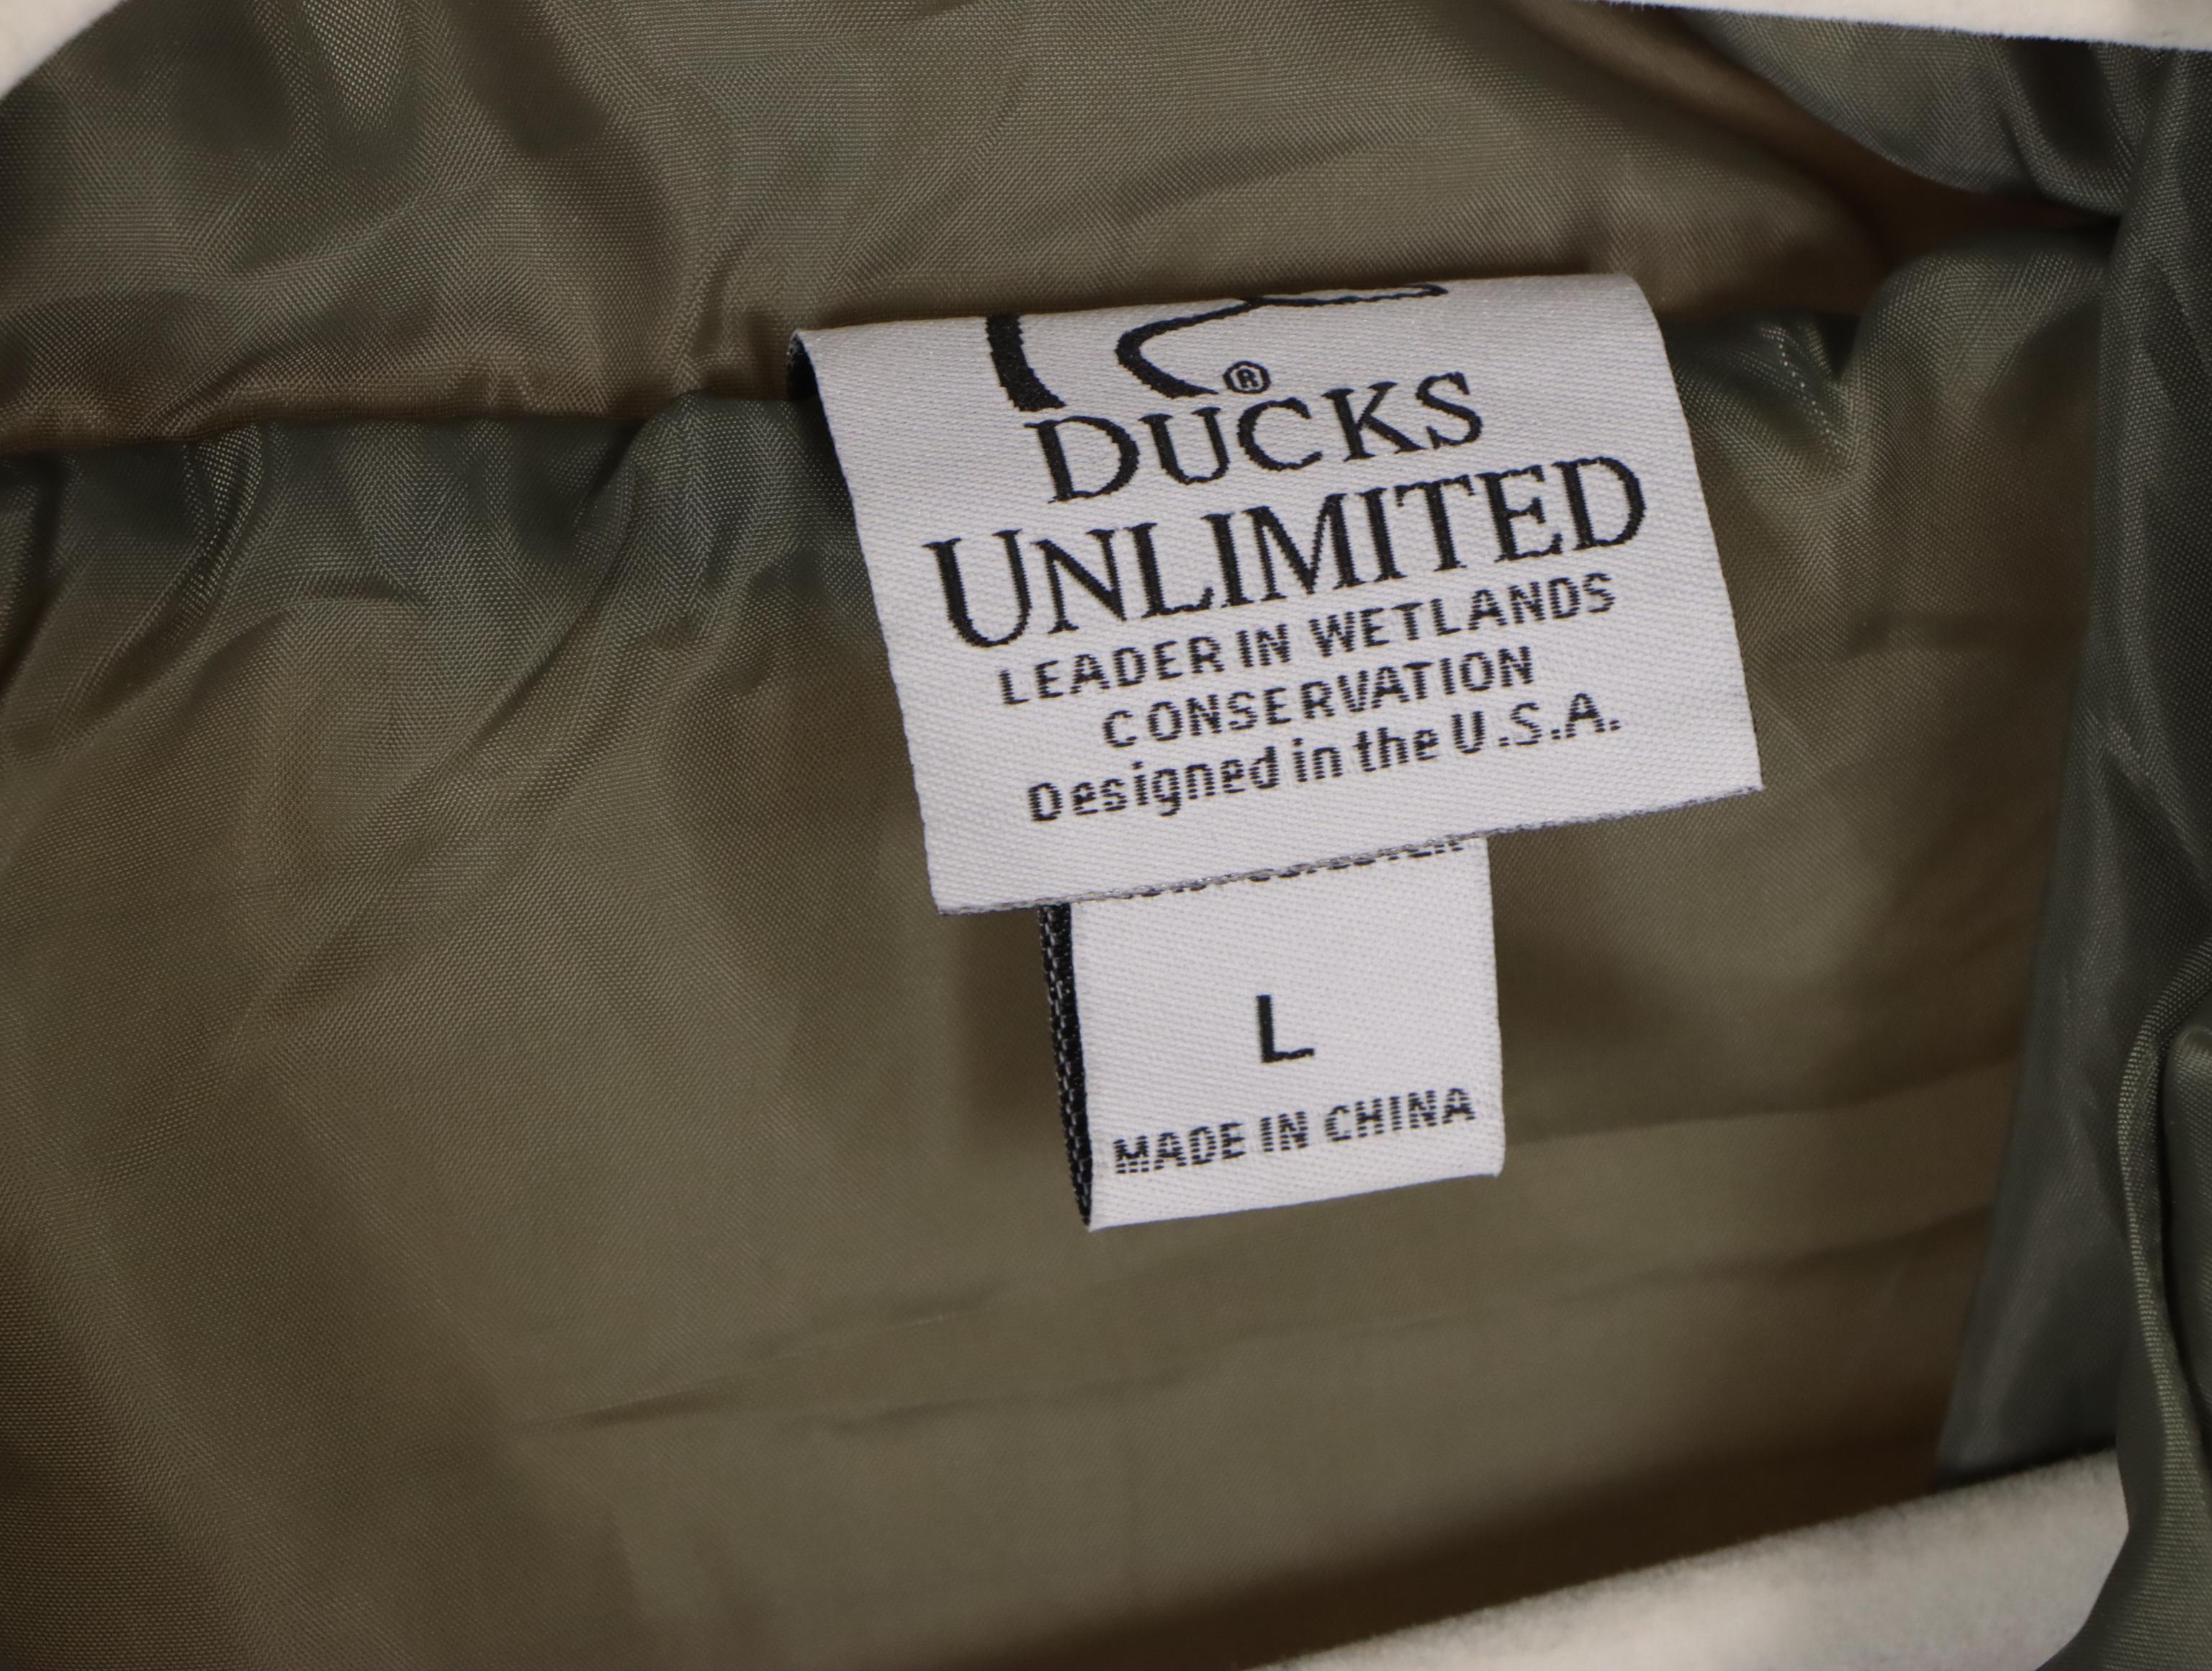 ®
DUCKS
UNLIMITED
LEADER IN WETLANDS
CONSERVATION
Designed in the U.S.A.
L
MADE IN CHINA